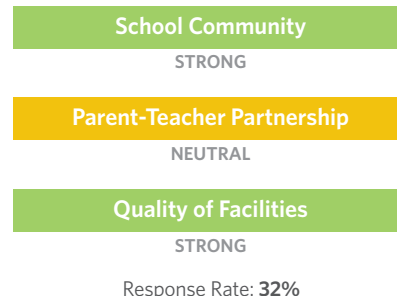 School Community
STRONG
Parent-Teacher Partnership
NEUTRAL
Quality of Facilities
STRONG
Response Rate: 32%